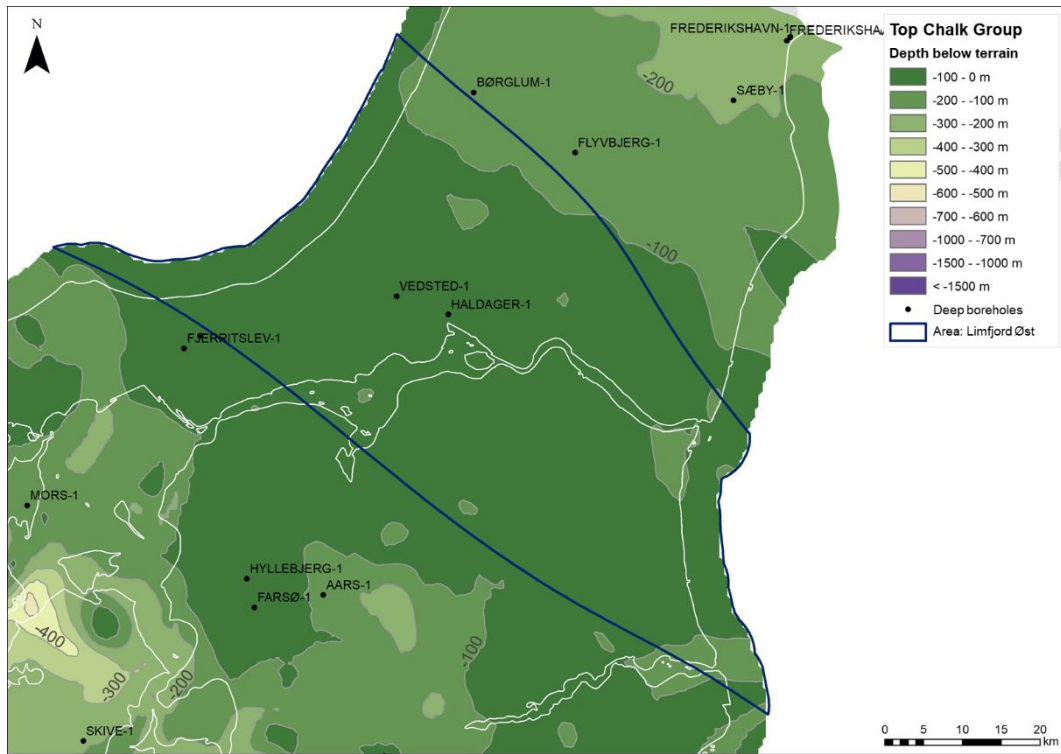 N
FREDERIKSHAVN-1
FREDERIKSHA
SÆBY-1
BØRGLUM-1
-200
FLYVBJERG-1
-100
VEDSTED-1
HALDAGER-1
FJERRITSLEV-1
MORS-1
HYLLEBJERG-1
AARS-1
FARSØ-1
-400
-300
-200
-100
SKIVE-1
Top Chalk Group
Depth below terrain
-100 - 0 m
-200 - -100 m
-300 - -200 m
-400 - -300 m
-500 - -400 m
-600 - -500 m
-700 - -600 m
-1000 - -700 m
-1500 - -1000 m
< -1500 m
Deep boreholes
Area: Limfjord Øst
0 5 10 15 20
km